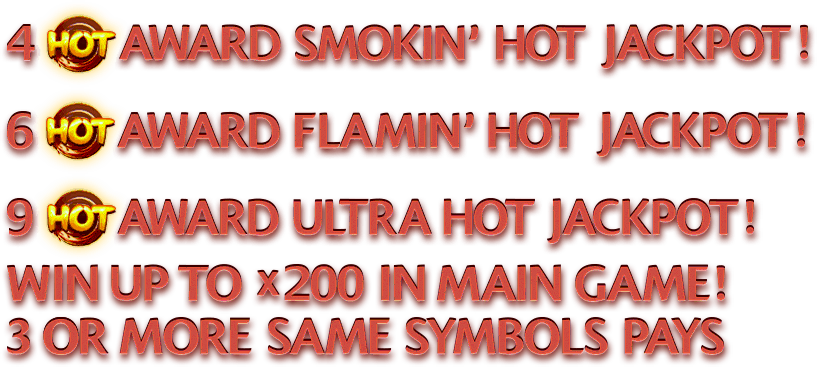 4 HOT AWARD SMOKIN' HOT JACKPOT!
6 HOT AWARD FLAMIN' HOT JACKPOT!
9 HOT AWARD ULTRA HOT JACKPOT!
WIN UP TO x200 IN MAIN GAME!
3 OR MORE SAME SYMBOLS PAYS